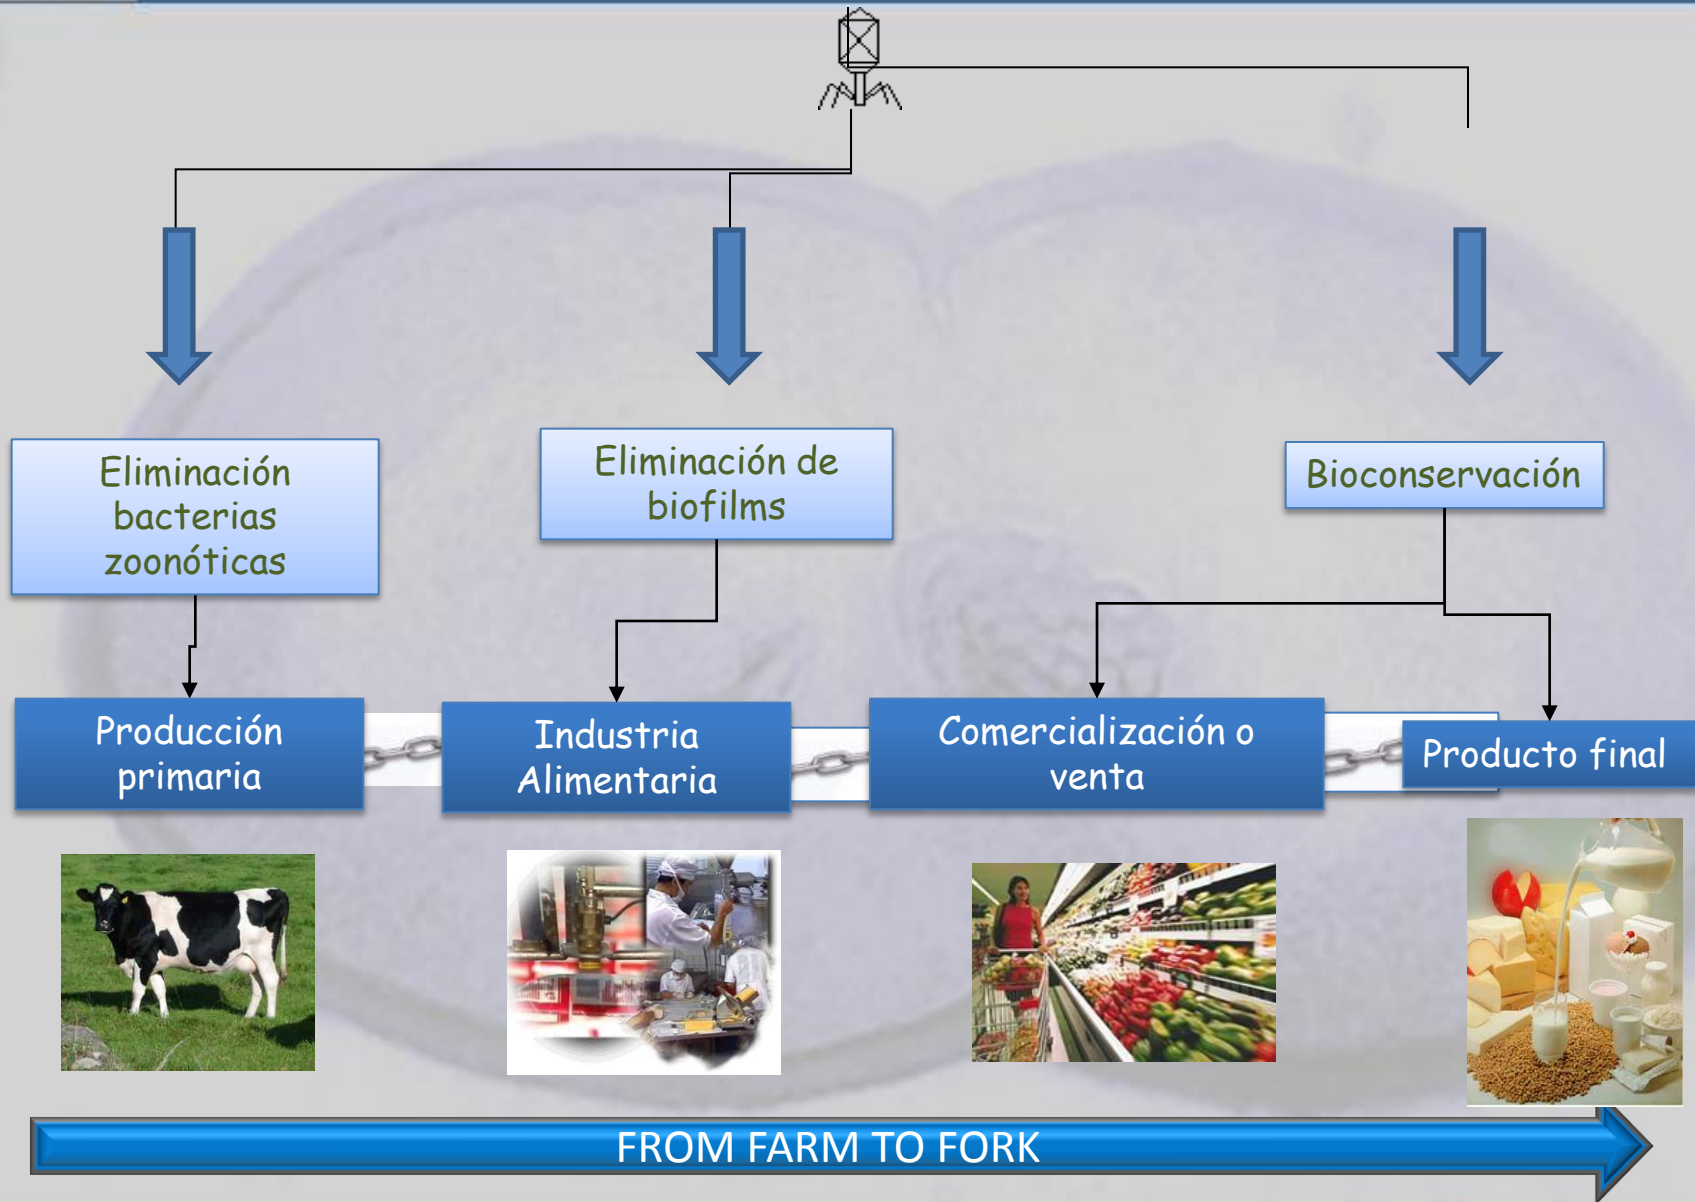 Eliminación
bacterias
zoonóticas
Eliminación de
biofilms
Bioconservación
Producción
primaria
Industria
Alimentaria
Comercialización o
venta
Producto final
FROM FARM TO FORK